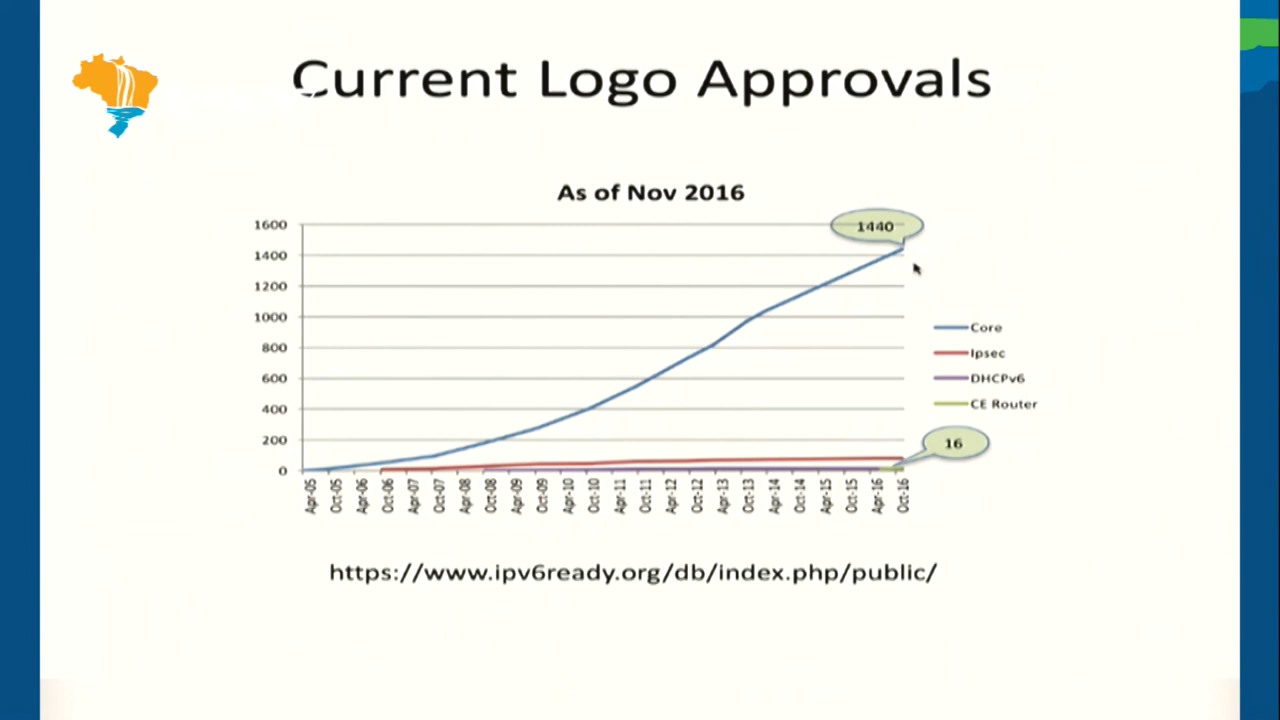 Current Logo Approvals
As of Nov 2016
1600
1400
1200
1000
800
600
400
200
0
1440
16
Core
Ipsec
DHCPv6
CE Router
Apr-05
Oct-05
Apr-06
Oct-06
Apr-07
Oct-07
Apr-08
Oct-08
Apr-09
Oct-09
Apr-10
Oct-10
Apr-11
Oct-11
Apr-12
Oct-12
Apr-13
Oct-13
Apr-14
Oct-14
Apr-15
Oct-15
Apr-16
Oct-16
https://www.ipv6ready.org/db/index.php/public/